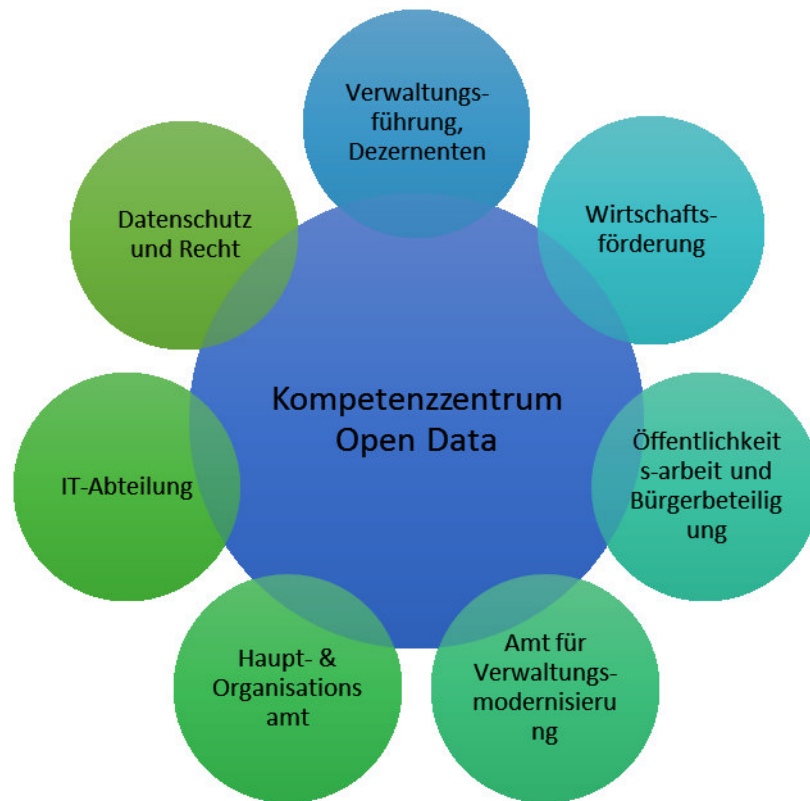 Verwaltungs-
führung,
Dezernenten
Wirtschafts-
förderung
Datenschutz
und Recht
Kompetenzzentrum
Open Data
Öffentlichkeit
s-arbeit und
Bürgerbeteilig
ung
IT-Abteilung
Haupt- &
Organisations
amt
Amt für
Verwaltungs-
modernisieru
ng